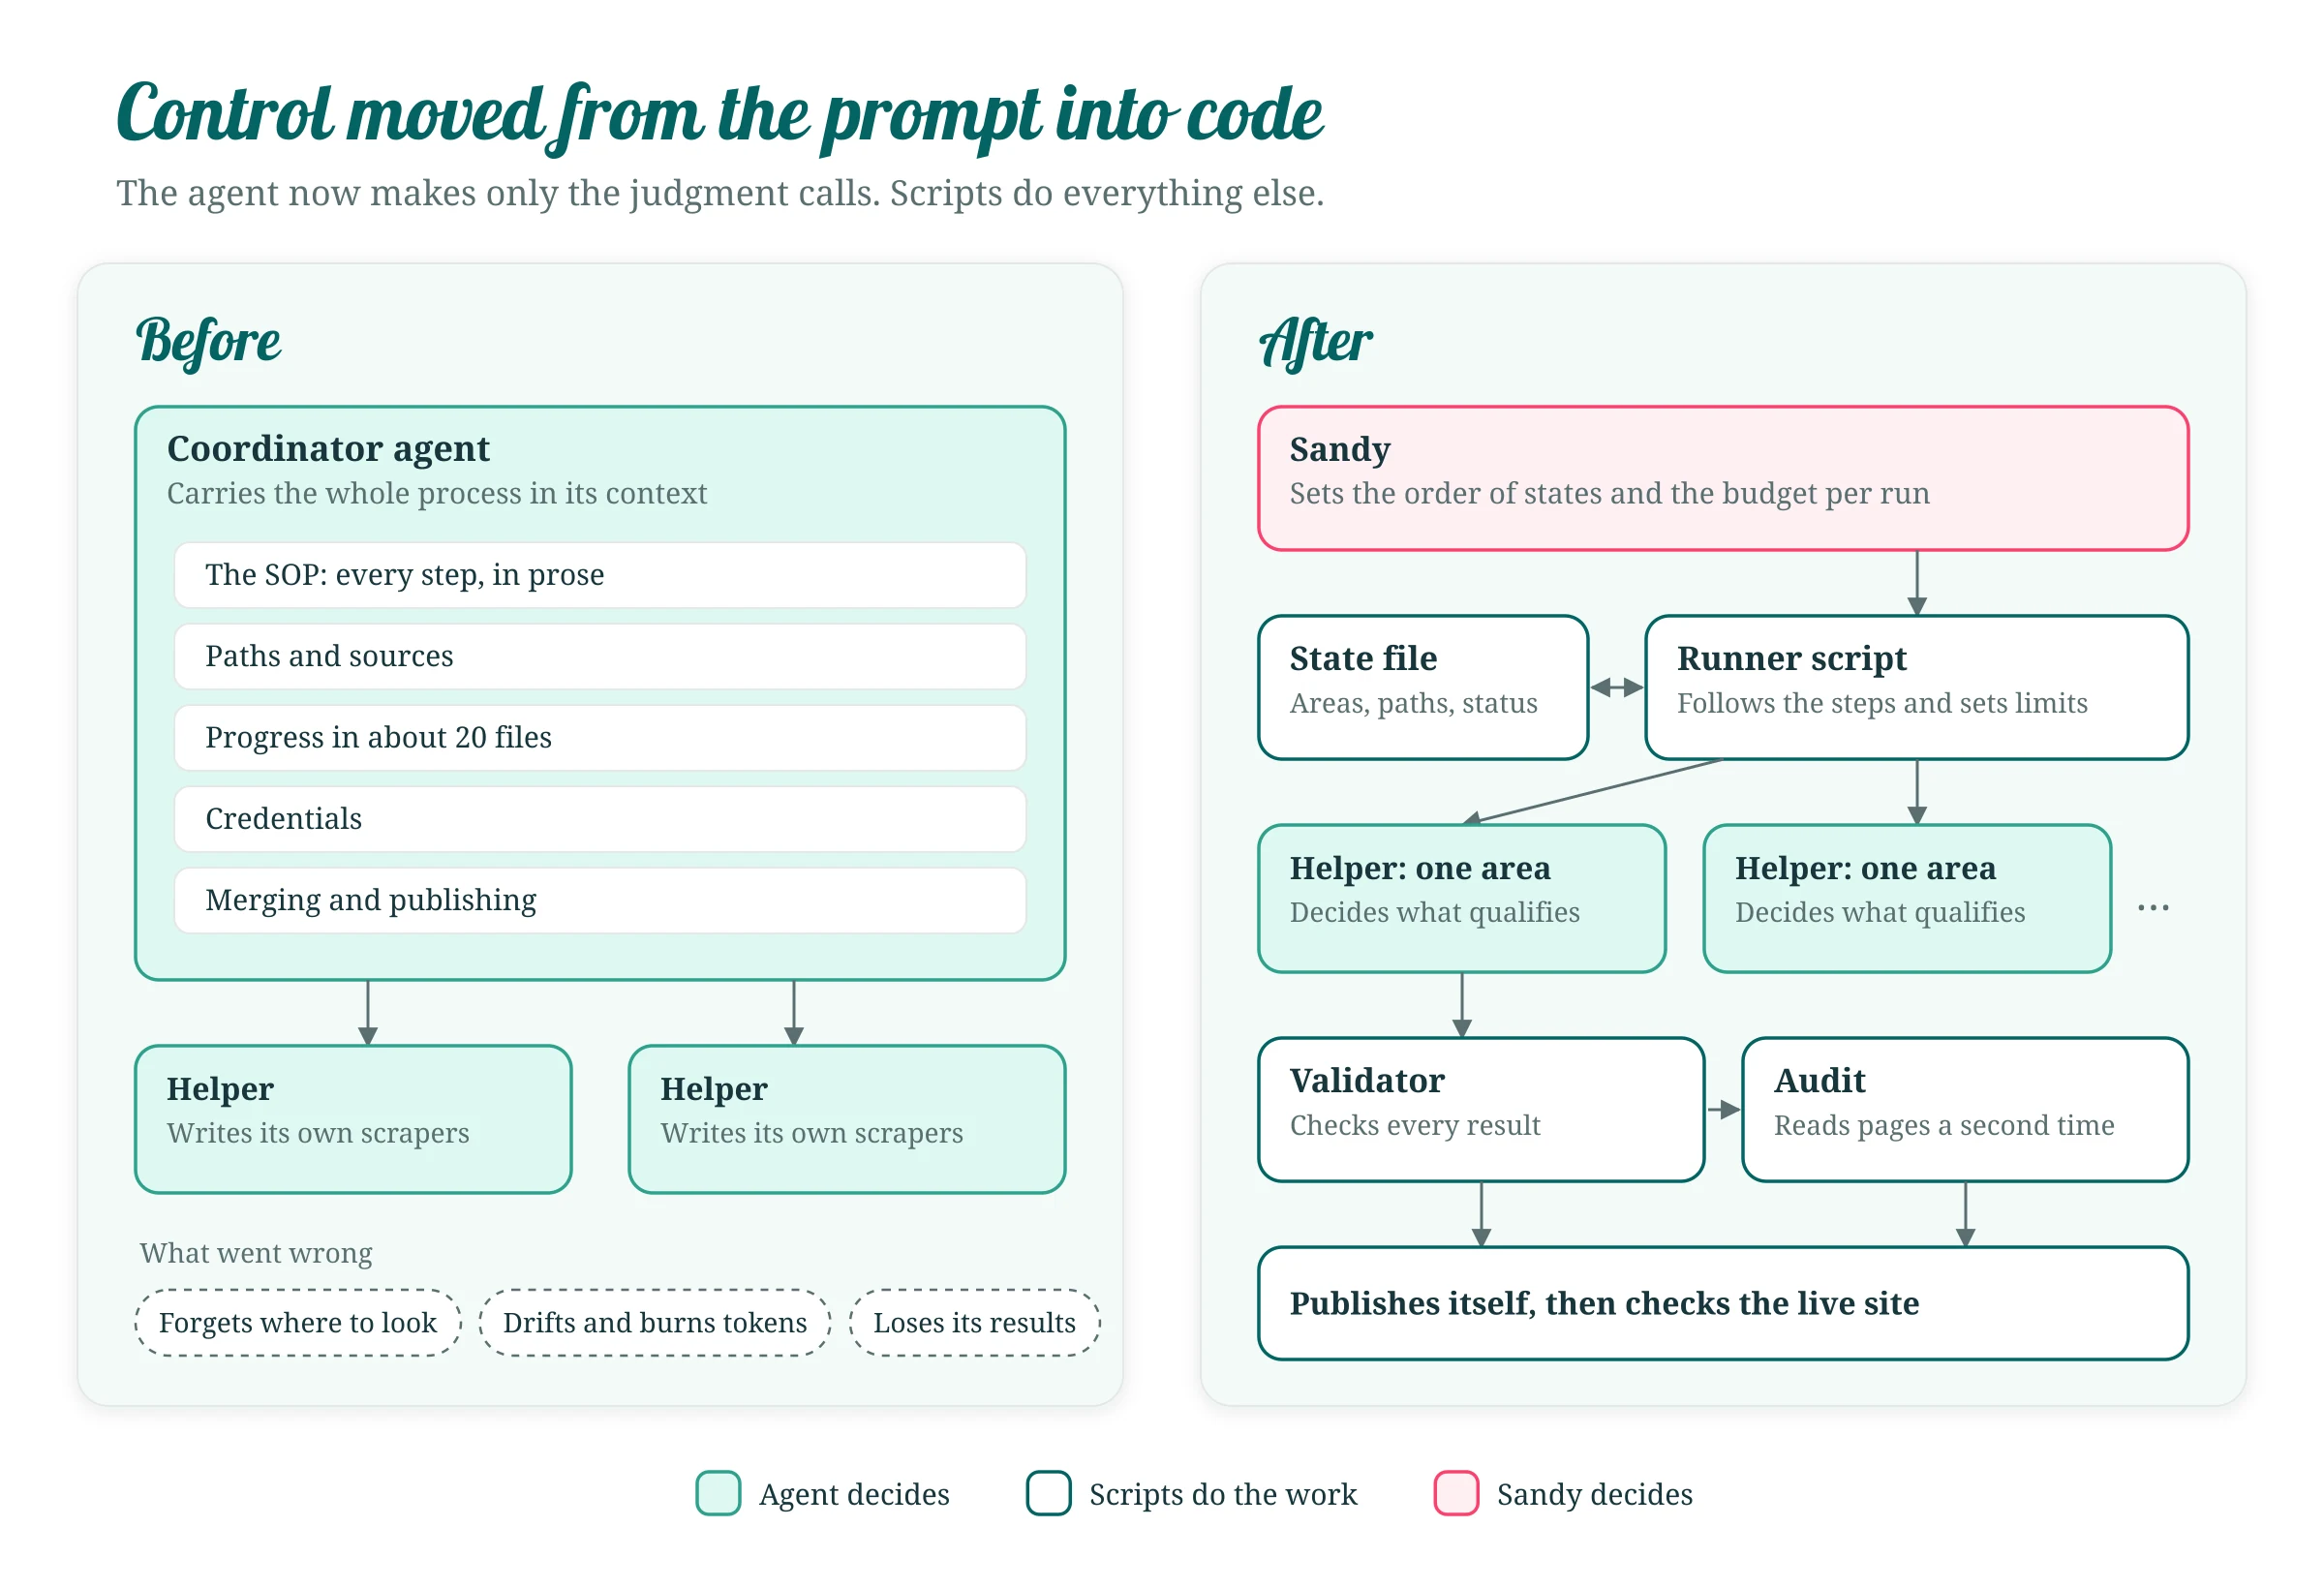 Control moved from the prompt into code
The agent now makes only the judgment calls. Scripts do everything else.
Before
Coordinator agent
Carries the whole process in its context
The SOP: every step, in prose
Paths and sources
Progress in about 20 files
Credentials
Merging and publishing
Helper
Writes its own scrapers
Helper
Writes its own scrapers
What went wrong
Forgets where to look
Drifts and burns tokens
Loses its results
After
Sandy
Sets the order of states and the budget per run
State file
Areas, paths, status
Runner script
Follows the steps and sets limits
Helper: one area
Decides what qualifies
Helper: one area
Decides what qualifies
...
Validator
Checks every result
Audit
Reads pages a second time
Publishes itself, then checks the live site
Agent decides
Scripts do the work
Sandy decides